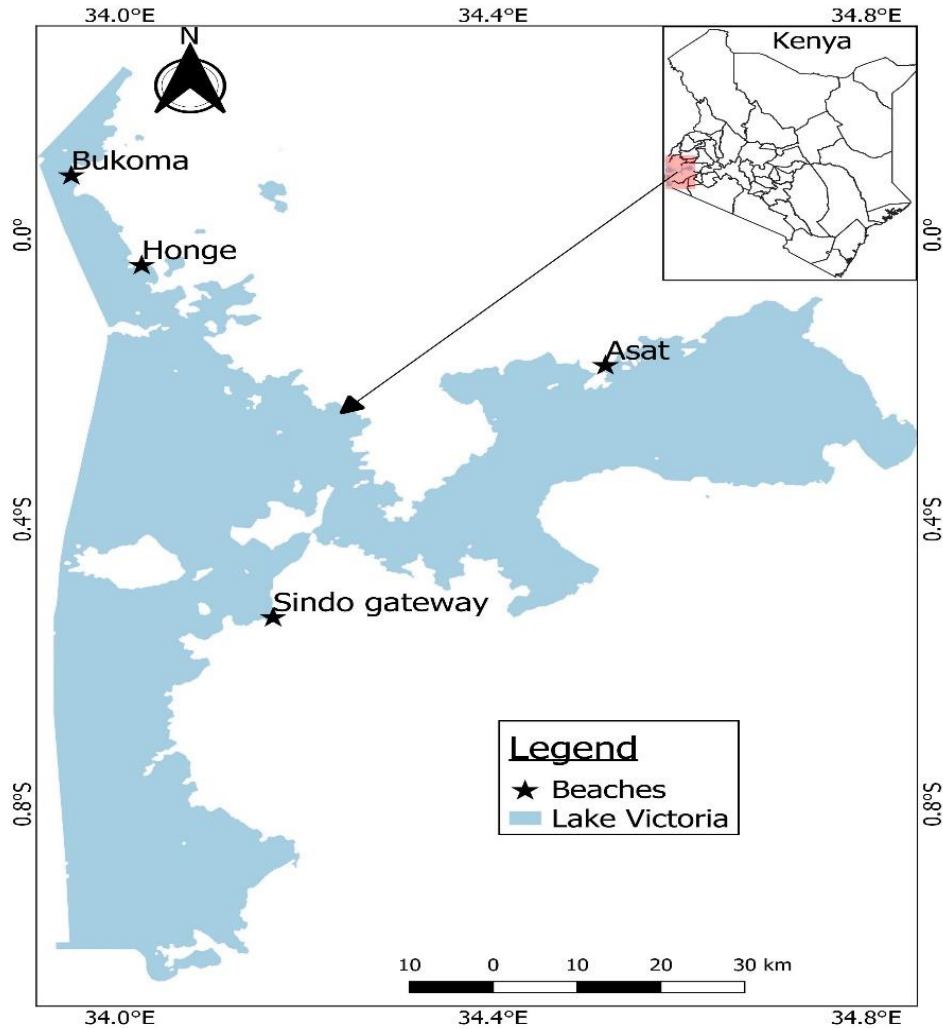 34.0°E 34.4°E 34.8°E
N
Kenya
Bukoma
0.0° 0.0°
Honge
Asat
0.4°S 0.4°S
Sindo gateway
Legend
Beaches
Lake Victoria
0.8°S 0.8°S
10 0 10 20 30 km
34.0°E 34.4°E 34.8°E